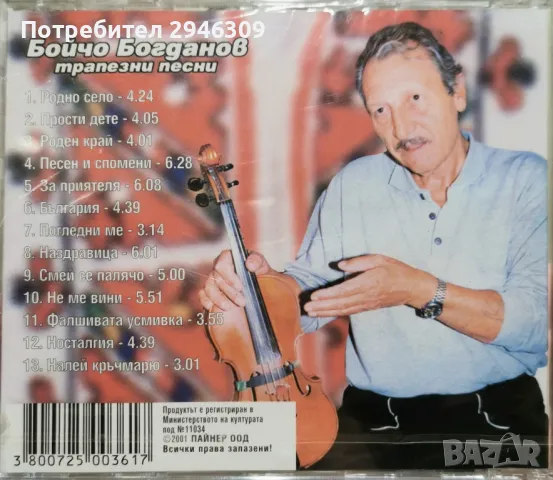 Потребител 2946309
Бойчо Богданов
трапезни песни
1. Родно село - 4.24
2. Прости дете - 4.05
3. Роден край - 4.01
4. Песен и спомени - 6.28
5. За приятеля - 6.08
6. България - 4.39
7. Погледни ме - 3.14
8. Наздравица - 6.01
9. Смей се палячо - 5.00
10. Не ме вини - 5.51
11. Фалшивата усмивка - 3.55
12. Носталгия - 4.39
13. Налей кръчмарю - 3.01
Продуктът е регистриран в
Министерството на културата
под №11034
©2001 ПАЙНЕР ООД
Всички права запазени!
3 800725 003617
BAZAR